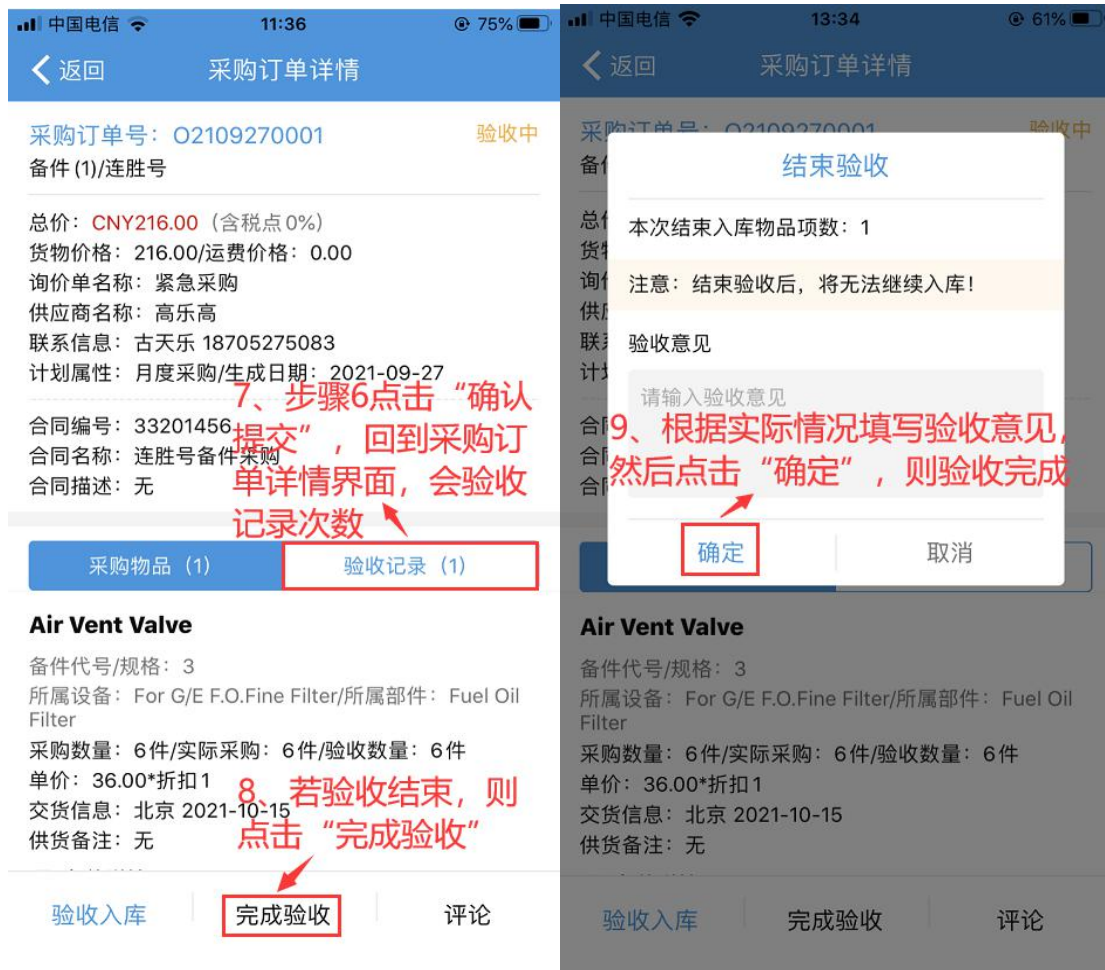 中国电信 11:36 75%
返回 采购订单详情
采购订单号：O2109270001 验收中
备件(1)/连胜号
总价：CNY216.00（含税点0%）
货物价格：216.00/运费价格：0.00
询价单名称：紧急采购
供应商名称：高乐高
联系信息：古天乐 18705275083
计划属性：月度采购/生成日期：2021-09-27
合同编号：33201456
合同名称：连胜号备件采购
合同描述：无
7、步骤6点击“确认
提交”，回到采购订
单详情界面，会验收
记录次数
采购物品（1） 验收记录（1）
Air Vent Valve
备件代号/规格：3
所属设备：For G/E F.O.Fine Filter/所属部件：Fuel Oil
Filter
采购数量：6件/实际采购：6件/验收数量：6件
单价：36.00*折扣1
交货信息：北京 2021-10-15
供货备注：无
8、若验收结束，则
点击“完成验收”
验收入库 完成验收 评论
中国电信 13:34 61%
返回 采购订单详情
采购订单号：O2109270001 验收中
备件
结束验收
本次结束入库物品项数：1
注意：结束验收后，将无法继续入库！
验收意见
请输入验收意见
9、根据实际情况填写验收意见，
然后点击“确定”，则验收完成
确定 取消
总
货
询
供
联
计
合
合
合
Air Vent Valve
备件代号/规格：3
所属设备：For G/E F.O.Fine Filter/所属部件：Fuel Oil
Filter
采购数量：6件/实际采购：6件/验收数量：6件
单价：36.00*折扣1
交货信息：北京 2021-10-15
供货备注：无
验收入库 完成验收 评论